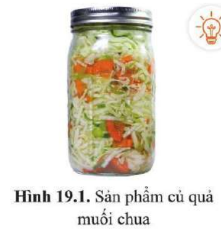 Hình 19.1. Sản phẩm củ quả
muối chua